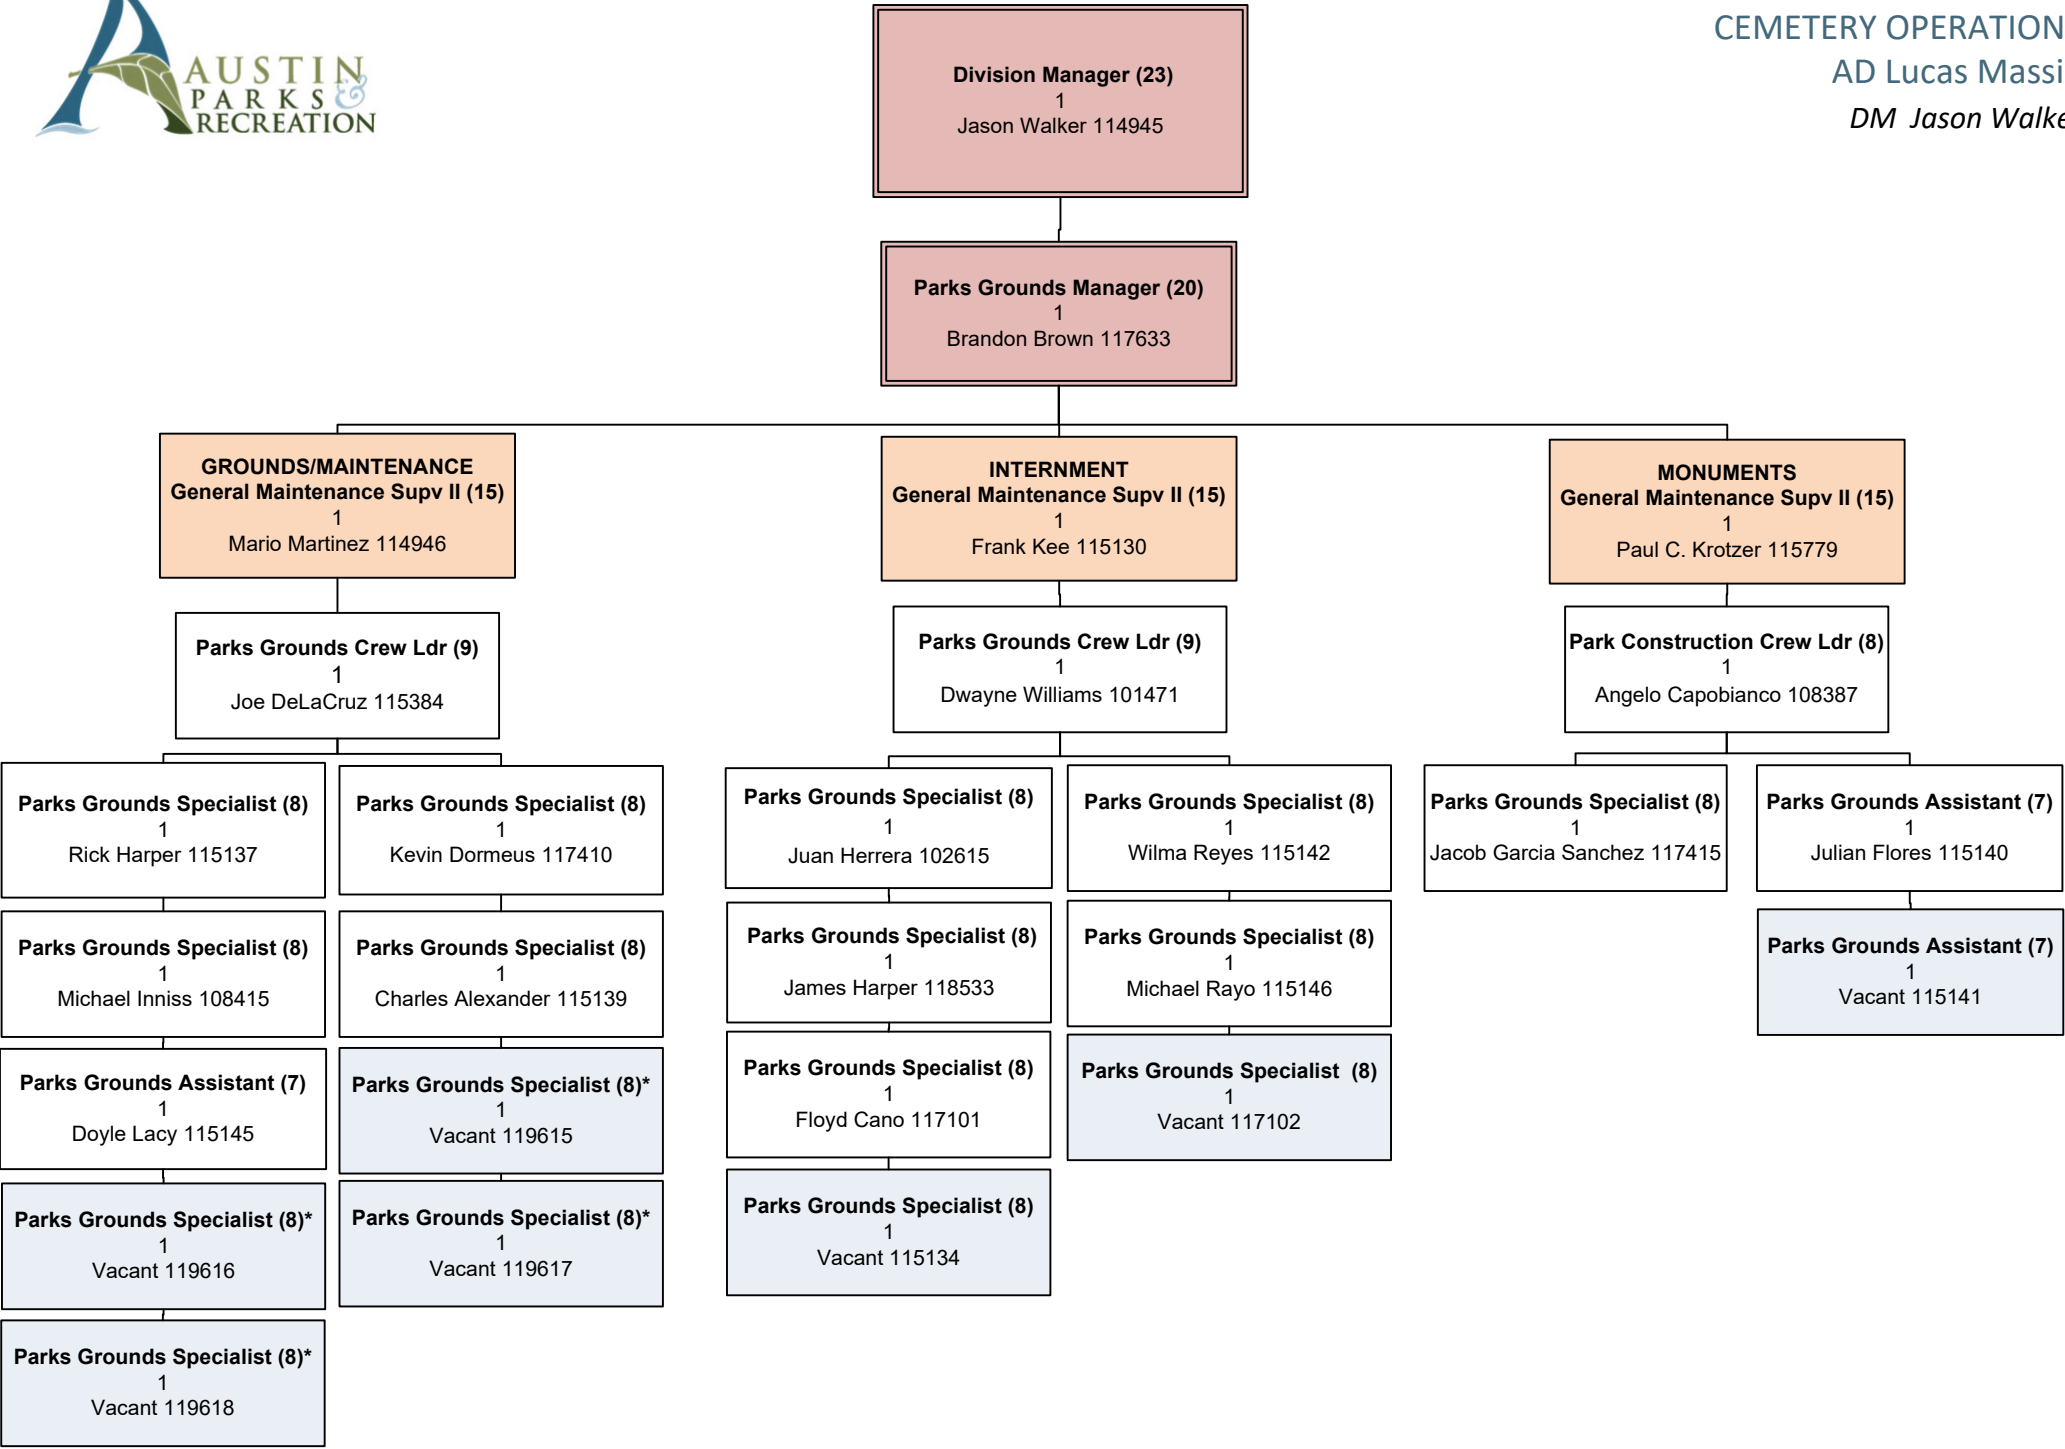 AUSTIN
PARKS &
RECREATION
CEMETERY OPERATION
AD Lucas Massi
DM Jason Walke
Division Manager (23)
1
Jason Walker 114945
Parks Grounds Manager (20)
1
Brandon Brown 117633
GROUNDS/MAINTENANCE
General Maintenance Supv II (15)
1
Mario Martinez 114946
INTERNMENT
General Maintenance Supv II (15)
1
Frank Kee 115130
MONUMENTS
General Maintenance Supv II (15)
1
Paul C. Krotzer 115779
Parks Grounds Crew Ldr (9)
1
Joe DeLaCruz 115384
Parks Grounds Crew Ldr (9)
1
Dwayne Williams 101471
Park Construction Crew Ldr (8)
1
Angelo Capobianco 108387
Parks Grounds Specialist (8)
1
Rick Harper 115137
Parks Grounds Specialist (8)
1
Kevin Dormeus 117410
Parks Grounds Specialist (8)
1
Juan Herrera 102615
Parks Grounds Specialist (8)
1
Wilma Reyes 115142
Parks Grounds Specialist (8)
1
Jacob Garcia Sanchez 117415
Parks Grounds Assistant (7)
1
Julian Flores 115140
Parks Grounds Specialist (8)
1
Michael Inniss 108415
Parks Grounds Specialist (8)
1
Charles Alexander 115139
Parks Grounds Specialist (8)
1
James Harper 118533
Parks Grounds Specialist (8)
1
Michael Rayo 115146
Parks Grounds Assistant (7)
1
Vacant 115141
Parks Grounds Assistant (7)
1
Doyle Lacy 115145
Parks Grounds Specialist (8)*
1
Vacant 119615
Parks Grounds Specialist (8)
1
Floyd Cano 117101
Parks Grounds Specialist (8)
1
Vacant 117102
Parks Grounds Specialist (8)*
1
Vacant 119616
Parks Grounds Specialist (8)*
1
Vacant 119617
Parks Grounds Specialist (8)
1
Vacant 115134
Parks Grounds Specialist (8)*
1
Vacant 119618